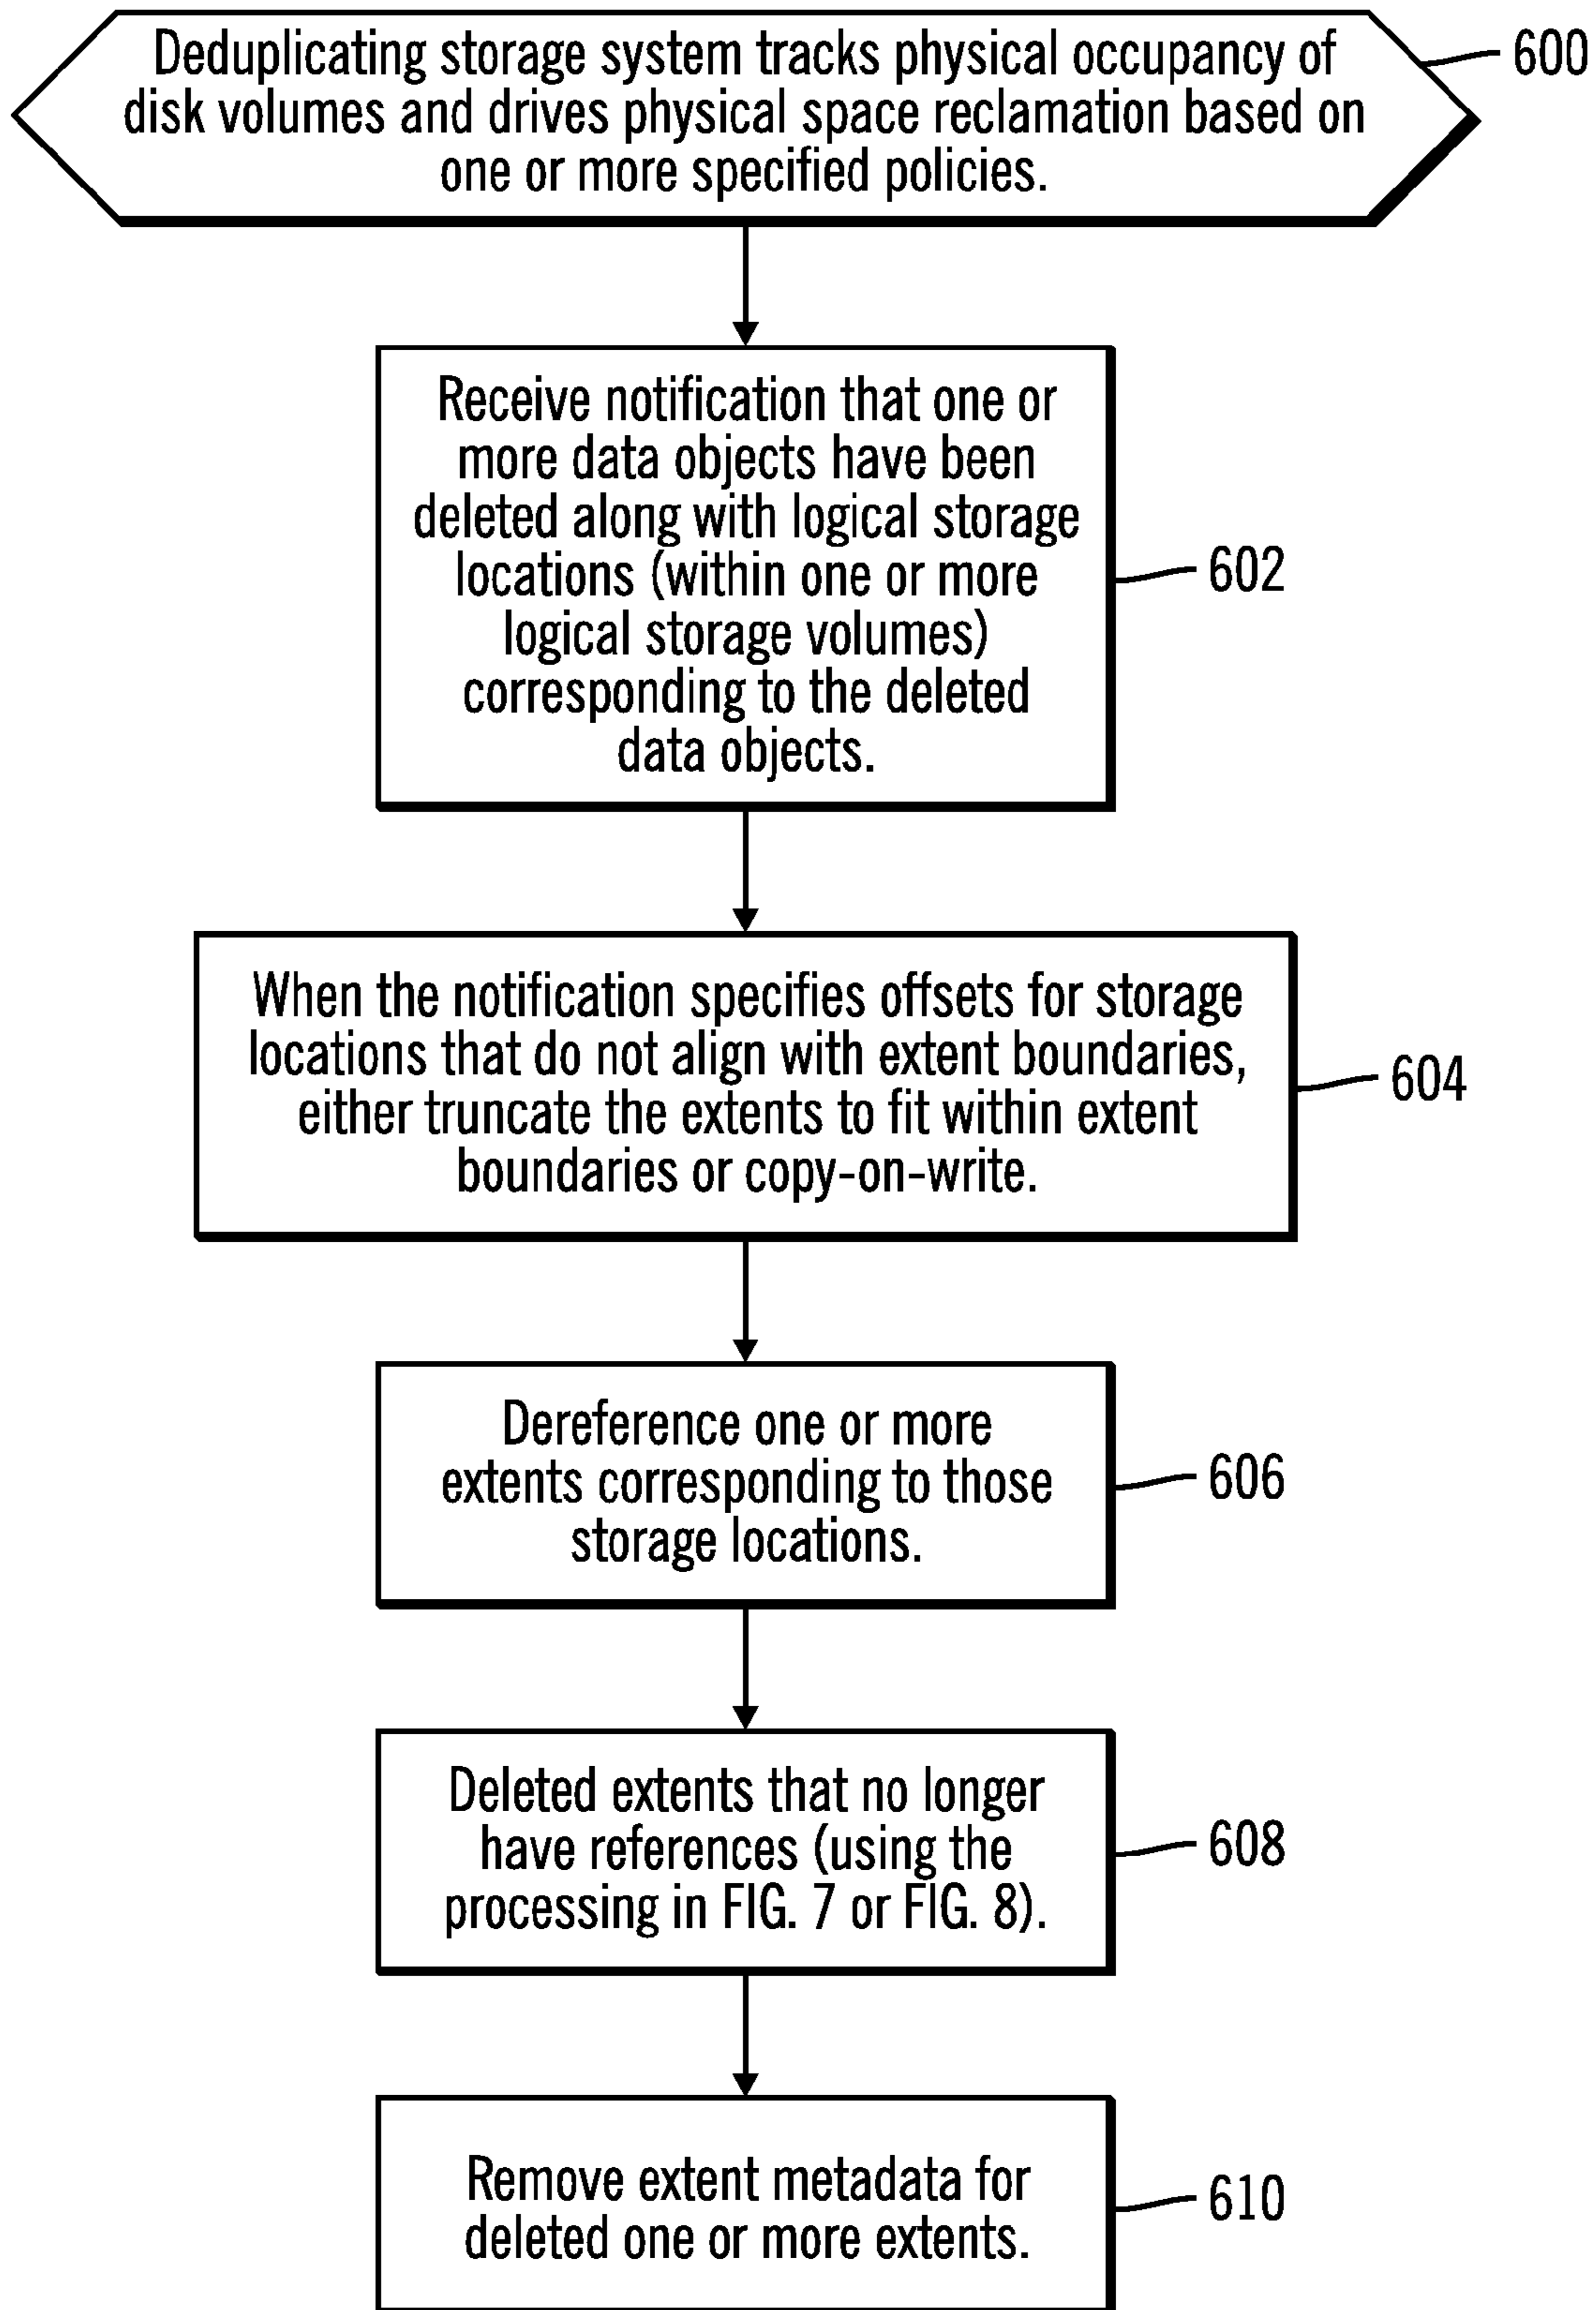 Deduplicating storage system tracks physical occupancy of
disk volumes and drives physical space reclamation based on
one or more specified policies.
600
Receive notification that one or
more data objects have been
deleted along with logical storage
locations (within one or more
logical storage volumes)
corresponding to the deleted
data objects.
602
When the notification specifies offsets for storage
locations that do not align with extent boundaries,
either truncate the extents to fit within extent
boundaries or copy-on-write.
604
Dereference one or more
extents corresponding to those
storage locations.
606
Deleted extents that no longer
have references (using the
processing in FIG. 7 or FIG. 8).
608
Remove extent metadata for
deleted one or more extents.
610